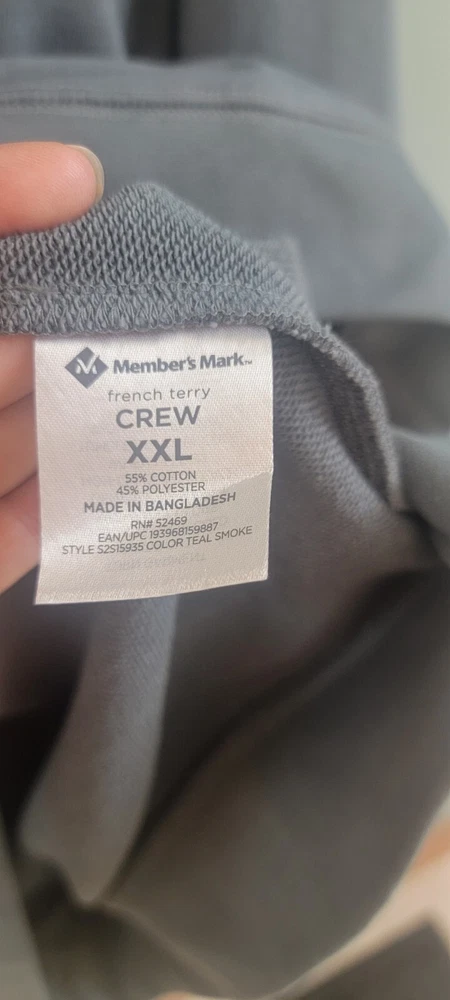 Member's Mark™
french terry
CREW
XXL
55% COTTON
45% POLYESTER
MADE IN BANGLADESH
RN# 52469
EAN/UPC 193968159887
STYLE S2S15935 COLOR TEAL SMOKE